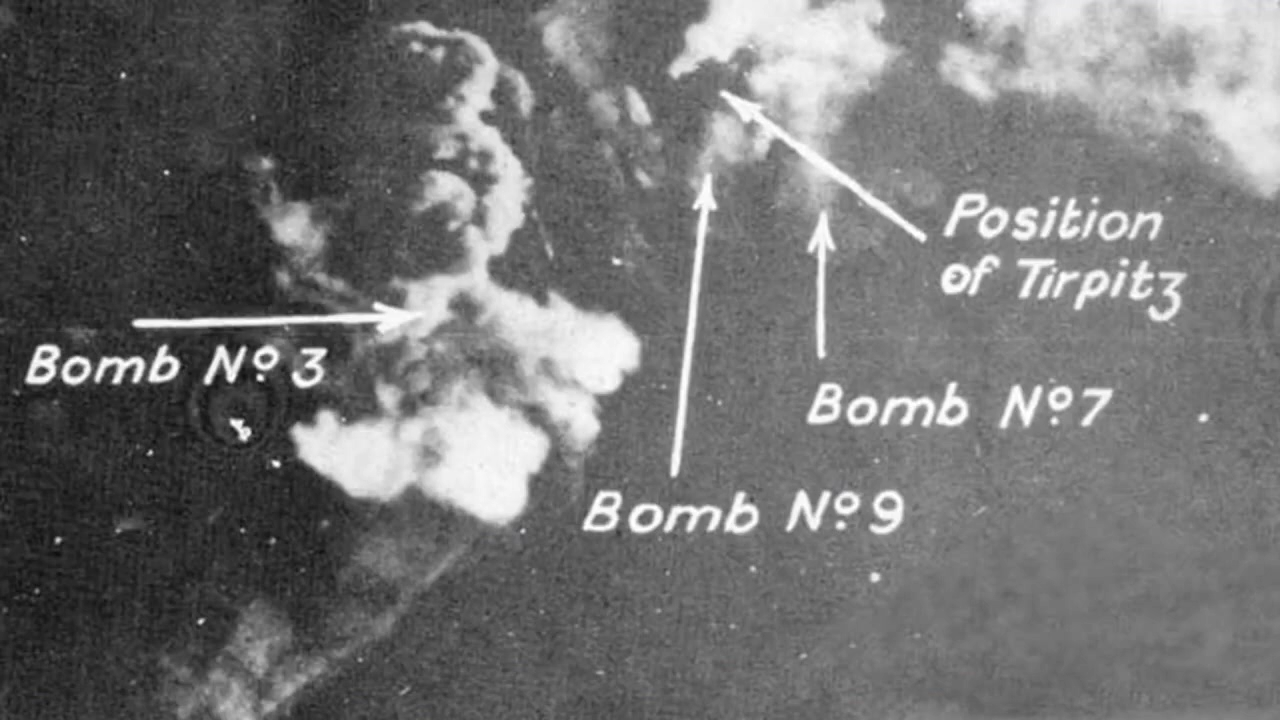 Position
of Tirpitz
Bomb Nº 3
Bomb Nº 7
Bomb Nº 9